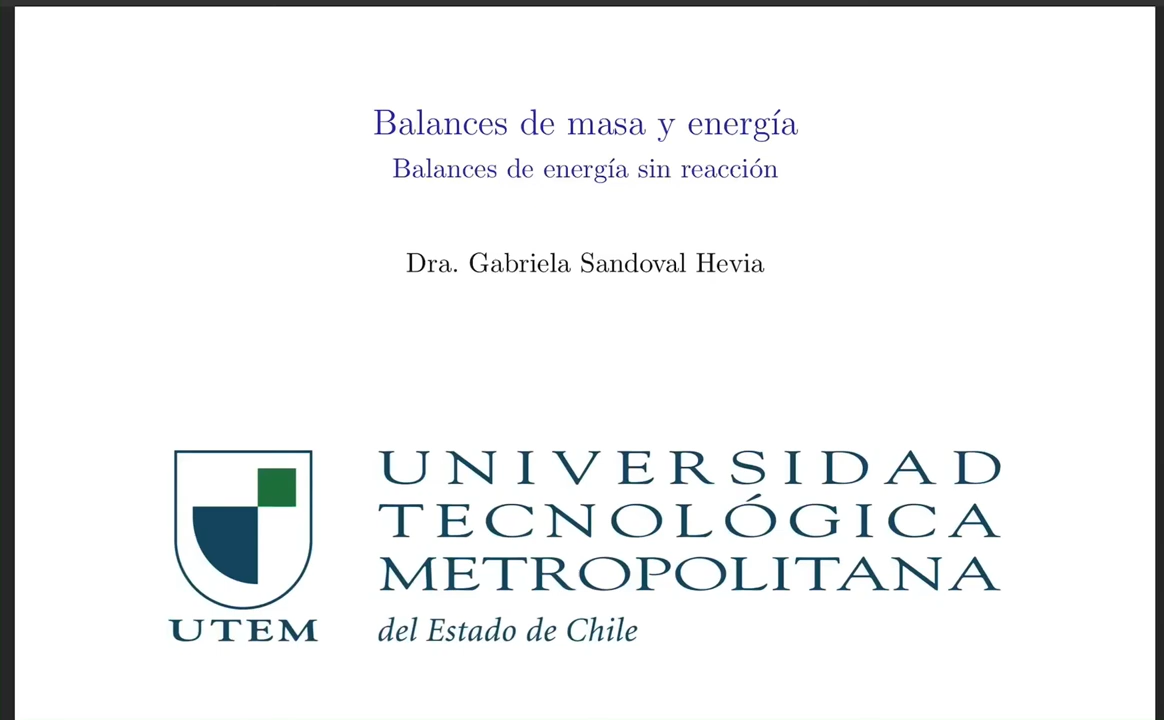 Balances de masa y energía
Balances de energía sin reacción
Dra. Gabriela Sandoval Hevia
UNIVERSIDAD
TECNOLÓGICA
METROPOLITANA
UTEM
del Estado de Chile